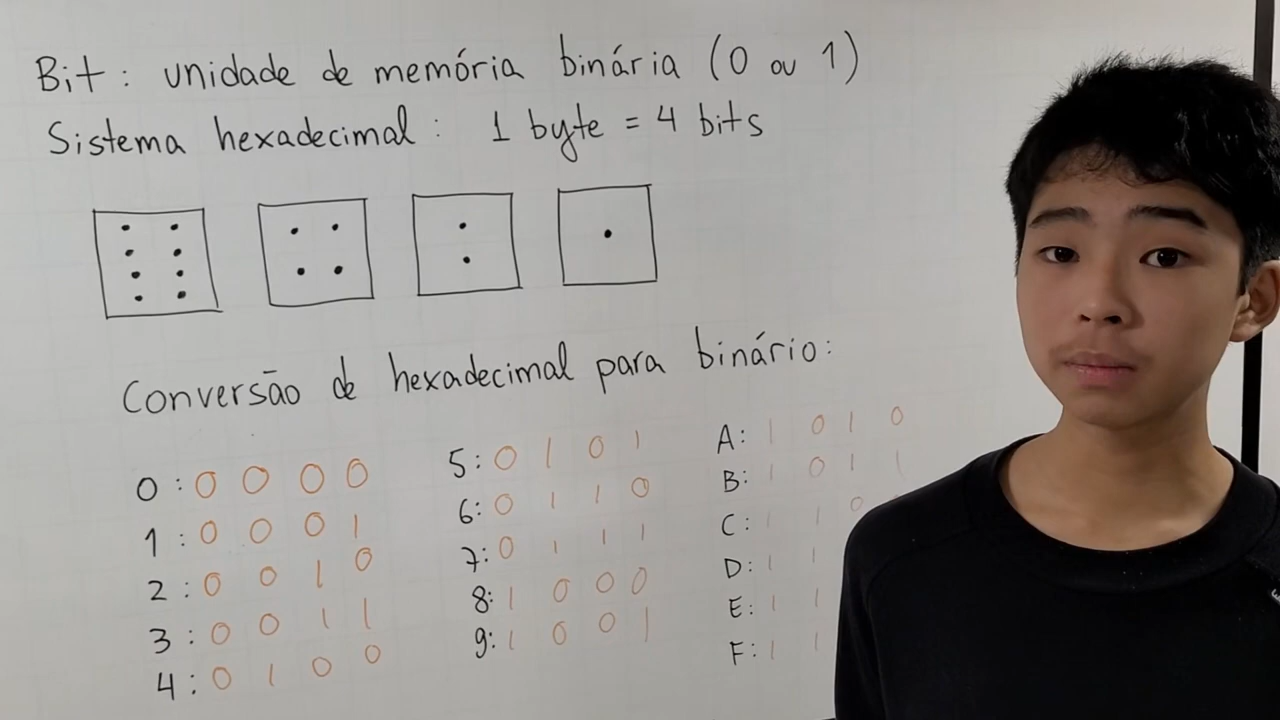 Bit: unidade de memória binária (0 ou 1)
Sistema hexadecimal: 1 byte = 4 bits
Conversão de hexadecimal para binário:
0: 0 0 0 0
1: 0 0 0 1
2: 0 0 1 0
3: 0 0 1 1
4: 0 1 0 0
5: 0 1 0 1
6: 0 1 1 0
7: 0 1 1 1
8: 1 0 0 0
9: 1 0 0 1
A: 1 0 1 0
B: 1 0 1 1
C: 1 1 0
D: 1 1
E: 1 1
F: 1 1